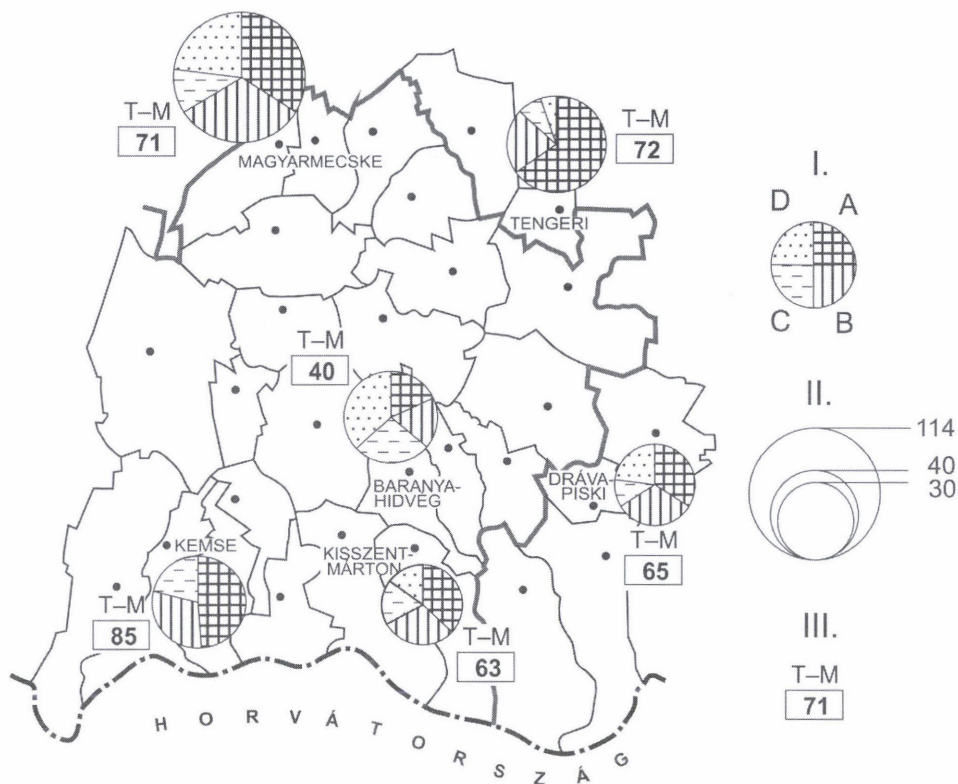 T–M
71
MAGYARMECSKE
T–M
72
TENGERI
I.
D A
C B
T–M
40
BARANYA-
HIDVÉG
DRÁVA-
PISKI
T–M
65
II.
114
40
30
KEMSE
T–M
85
KISSZENT-
MÁRTON
T–M
63
III.
T–M
71
HORVÁTORSZÁG